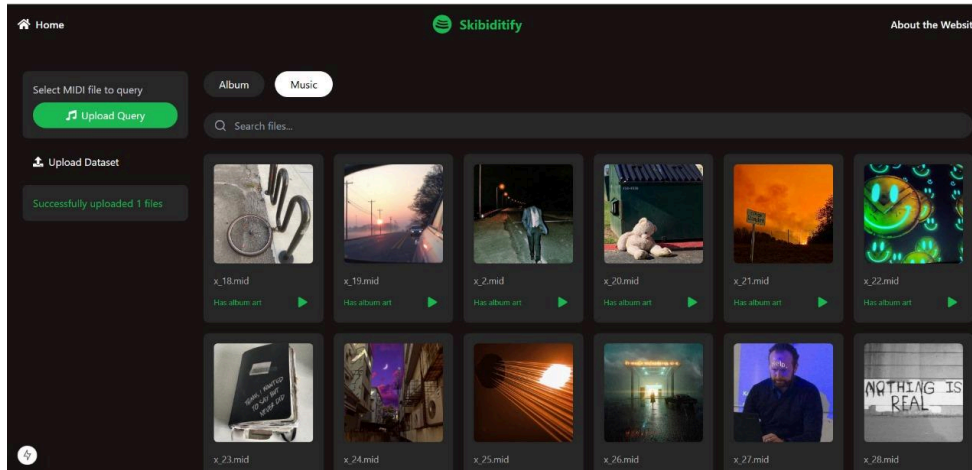 Home
Skibiditify
About the Websit
Select MIDI file to query
Upload Query
Upload Dataset
Successfully uploaded 1 files
Album
Music
Search files...
x_18.mid
x_19.mid
x_2.mid
x_20.mid
x_21.mid
x_22.mid
Has album art
Has album art
Has album art
Has album art
Has album art
Has album art
Hello,
NOTHING IS
REAL
x_23.mid
x_24.mid
x_25.mid
x_26.mid
x_27.mid
x_28.mid